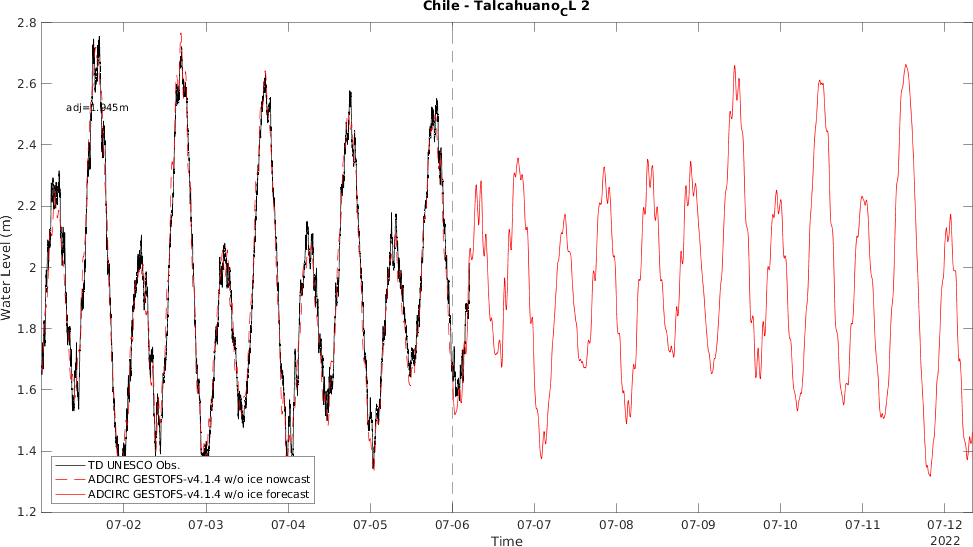 Chile - TalcahuanoCL 2
2.8
2.6
2.4
2.2
2
1.8
1.6
1.4
1.2
Water Level (m)
adj=1.945m
TD UNESCO Obs.
ADCIRC GESTOFS-v4.1.4 w/o ice nowcast
ADCIRC GESTOFS-v4.1.4 w/o ice forecast
07-02 07-03 07-04 07-05 07-06 07-07 07-08 07-09 07-10 07-11 07-12
Time
2022